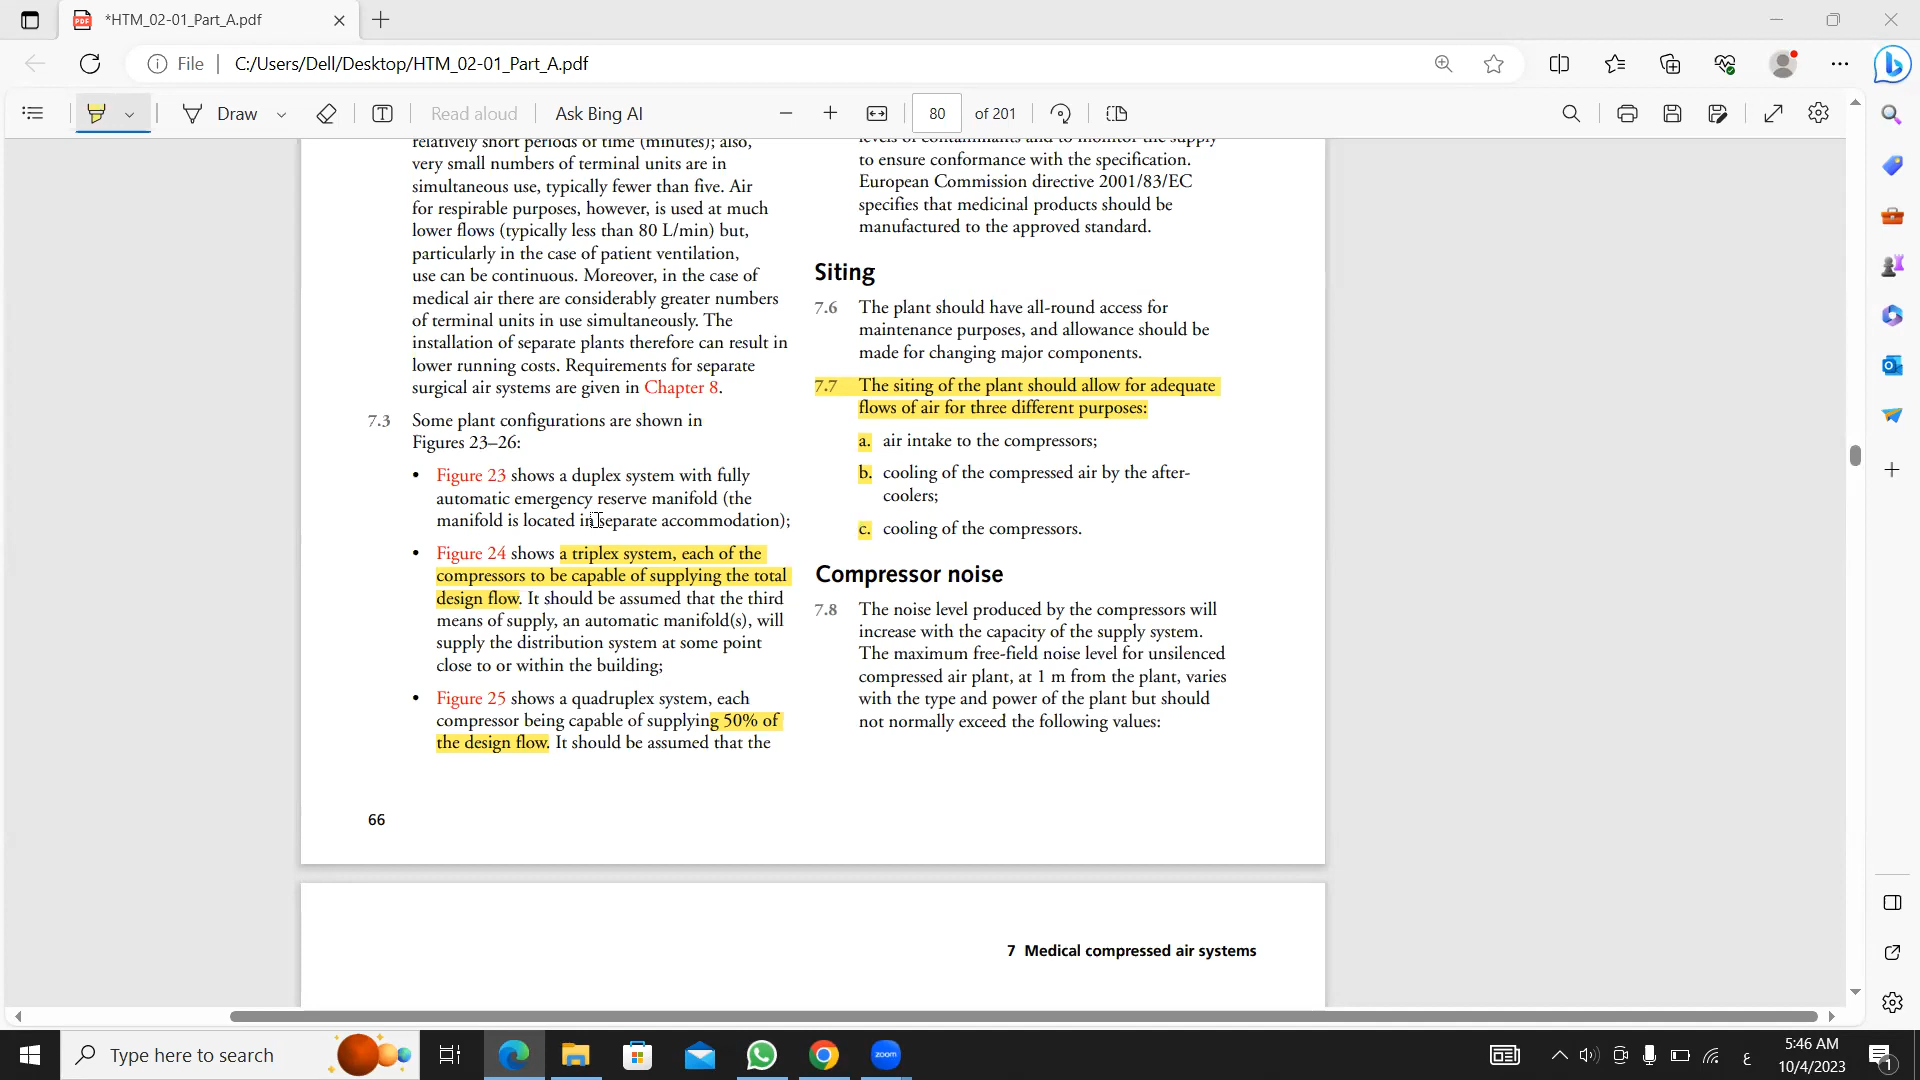 *HTM_02-01_Part_A.pdf
File
C:/Users/Dell/Desktop/HTM_02-01_Part_A.pdf
Draw
Read aloud
Ask Bing AI
80
of 201
relatively short periods of time (minutes); also,
very small numbers of terminal units are in
simultaneous use, typically fewer than five. Air
for respirable purposes, however, is used at much
lower flows (typically less than 80 L/min) but,
particularly in the case of patient ventilation,
use can be continuous. Moreover, in the case of
medical air there are considerably greater numbers
of terminal units in use simultaneously. The
installation of separate plants therefore can result in
lower running costs. Requirements for separate
surgical air systems are given in Chapter 8.
7.3 Some plant configurations are shown in
Figures 23–26:
• Figure 23 shows a duplex system with fully
automatic emergency reserve manifold (the
manifold is located in separate accommodation);
• Figure 24 shows a triplex system, each of the
compressors to be capable of supplying the total
design flow. It should be assumed that the third
means of supply, an automatic manifold(s), will
supply the distribution system at some point
close to or within the building;
• Figure 25 shows a quadruplex system, each
compressor being capable of supplying 50% of
the design flow. It should be assumed that the
66
levels of contaminants and to monitor the supply
to ensure conformance with the specification.
European Commission directive 2001/83/EC
specifies that medicinal products should be
manufactured to the approved standard.
Siting
7.6 The plant should have all-round access for
maintenance purposes, and allowance should be
made for changing major components.
7.7 The siting of the plant should allow for adequate
flows of air for three different purposes:
a. air intake to the compressors;
b. cooling of the compressed air by the after-
coolers;
c. cooling of the compressors.
Compressor noise
7.8 The noise level produced by the compressors will
increase with the capacity of the supply system.
The maximum free-field noise level for unsilenced
compressed air plant, at 1 m from the plant, varies
with the type and power of the plant but should
not normally exceed the following values:
7 Medical compressed air systems
Type here to search
zoom
ع
5:46 AM
10/4/2023
1